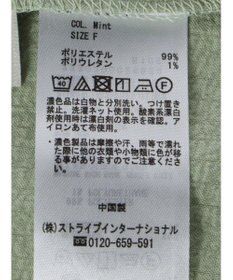 COL. Mint
SIZE F
ポリエステル 99%
ポリウレタン 1%
濃色品は白物と分別洗い。つけ置き
禁止。洗濯ネット使用。酸素系漂白
剤使用時は漂白剤の表示を確認。ア
イロンあて布使用。
濃色製品は摩擦や汗、雨等で濡れ
た際に他の衣類や小物類に色が移
る事がありますのでご注意くださ
い。
中国製
(株)ストライプインターナショナル
0120-659-591